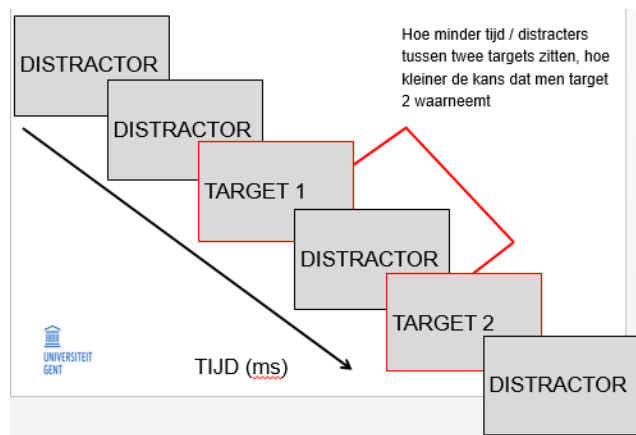 DISTRACTOR
DISTRACTOR
TARGET 1
DISTRACTOR
TARGET 2
DISTRACTOR
Hoe minder tijd / distracters
tussen twee targets zitten, hoe
kleiner de kans dat men target
2 waarneemt
TIJD (ms)
UNIVERSITEIT
GENT